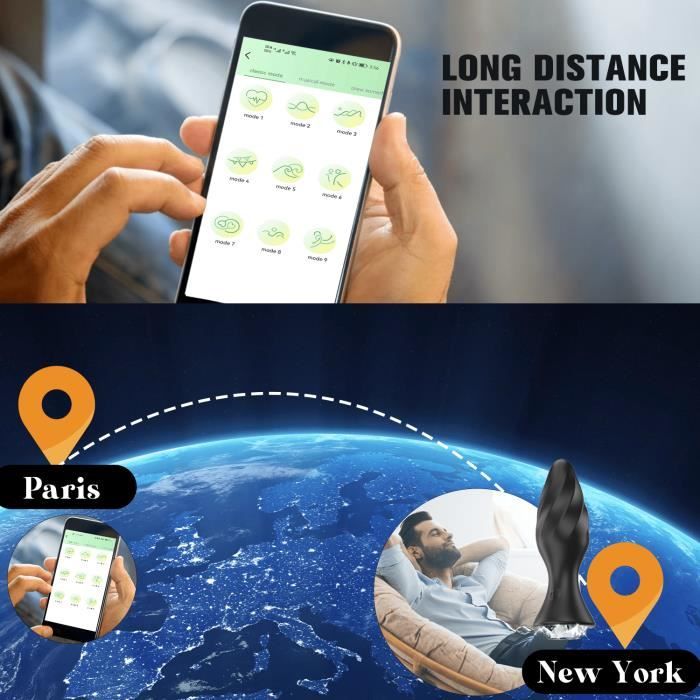 LONG DISTANCE
INTERACTION
classic mode
magical mode
mode 1
mode 2
mode 3
mode 4
mode 5
mode 6
mode 7
mode 8
mode 9
Paris
New York